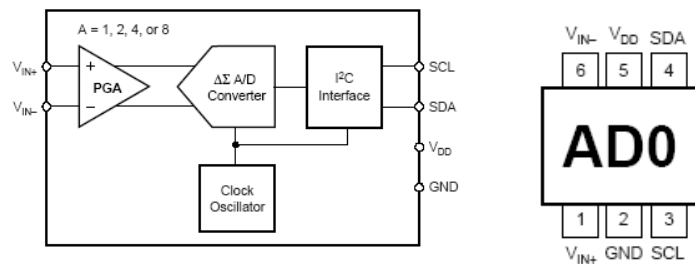 A = 1, 2, 4, or 8
VIN+
VIN–
+
–
PGA
ΔΣ A/D
Converter
I²C
Interface
Clock
Oscillator
SCL
SDA
VDD
GND
VIN– VDD SDA
6 5 4
AD0
1 2 3
VIN+ GND SCL